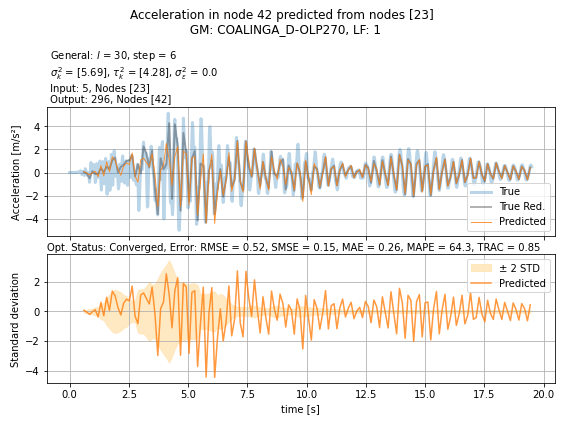 Acceleration in node 42 predicted from nodes [23]
GM: COALINGA_D-OLP270, LF: 1
General: l = 30, step = 6
σ²ₖ = [5.69], τ²ₖ = [4.28], σ²ₑ = 0.0
Input: 5, Nodes [23]
Output: 296, Nodes [42]
Acceleration [m/s²]
4
2
0
−2
−4
True
True Red.
Predicted
Opt. Status: Converged, Error: RMSE = 0.52, SMSE = 0.15, MAE = 0.26, MAPE = 64.3, TRAC = 0.85
Standard deviation
2
0
−2
−4
± 2 STD
Predicted
0.0 2.5 5.0 7.5 10.0 12.5 15.0 17.5 20.0
time [s]